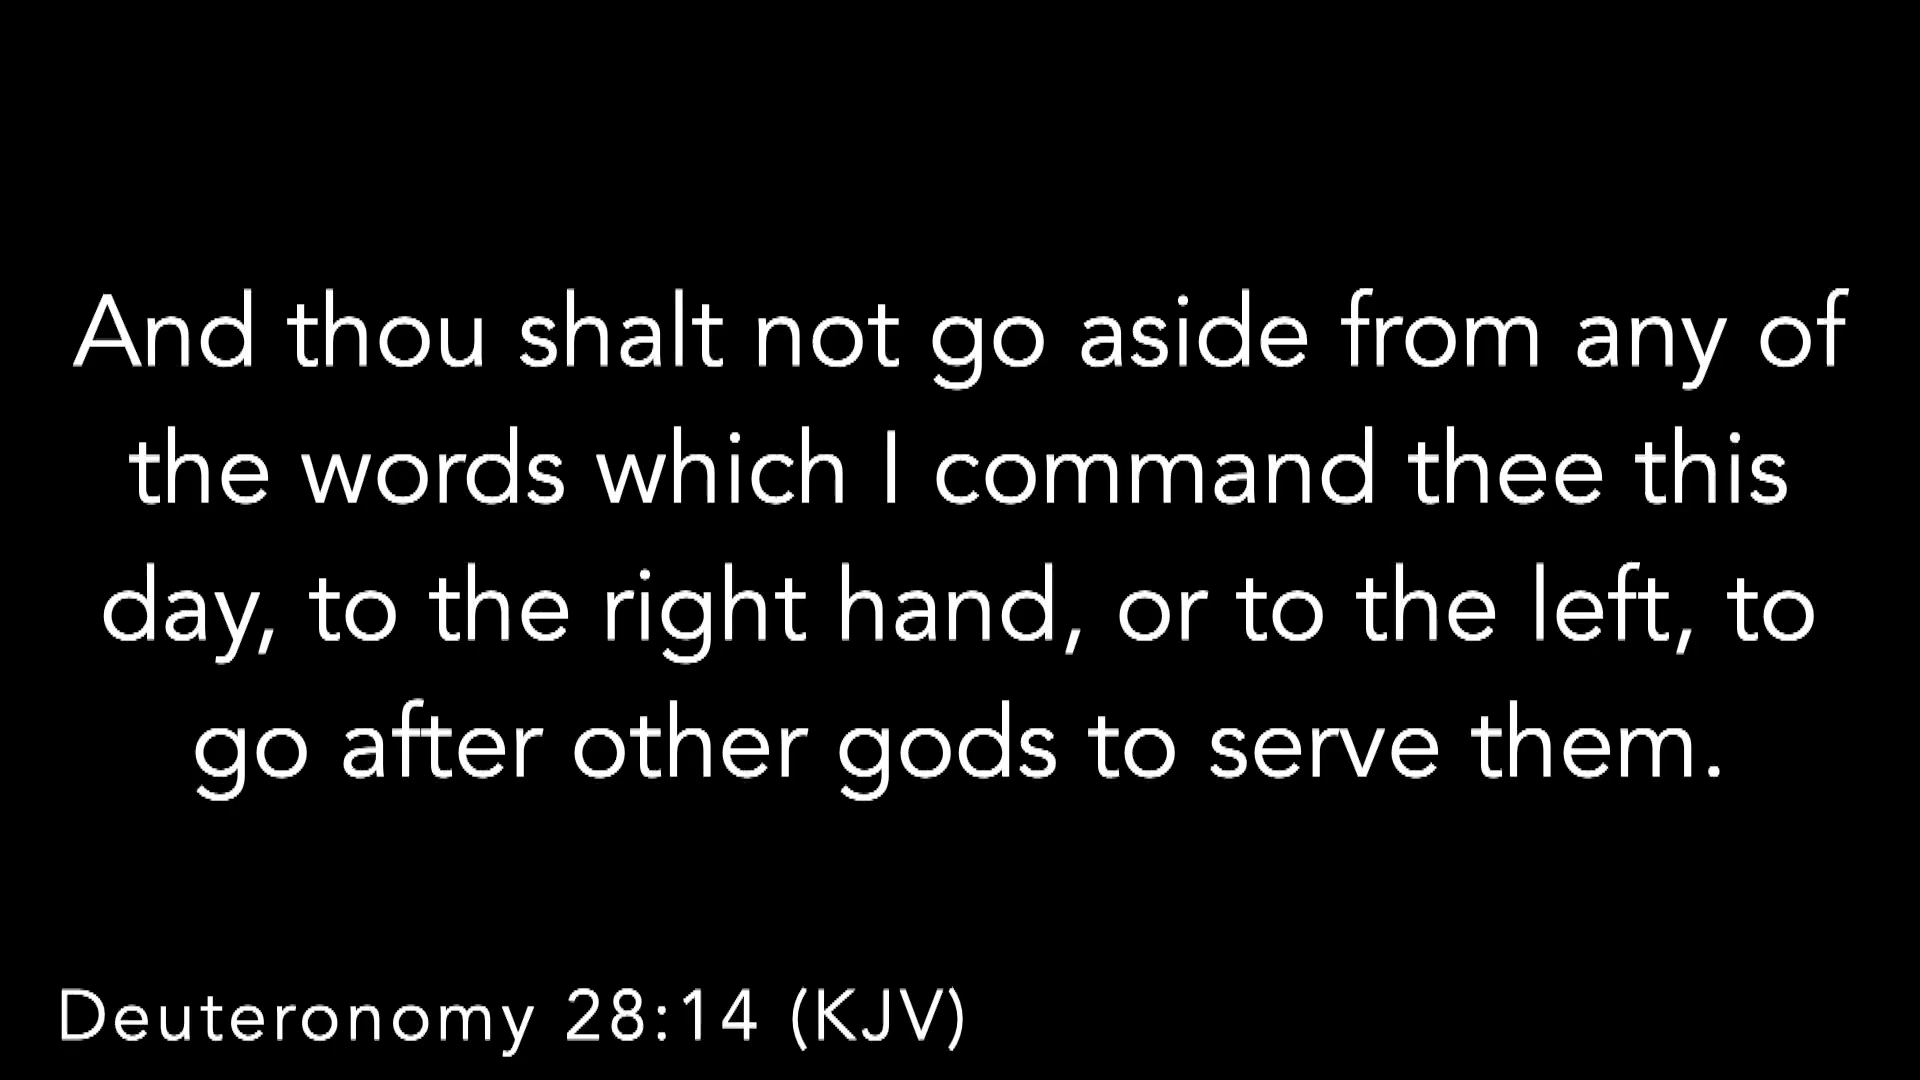 And thou shalt not go aside from any of
the words which I command thee this
day, to the right hand, or to the left, to
go after other gods to serve them.
Deuteronomy 28:14 (KJV)